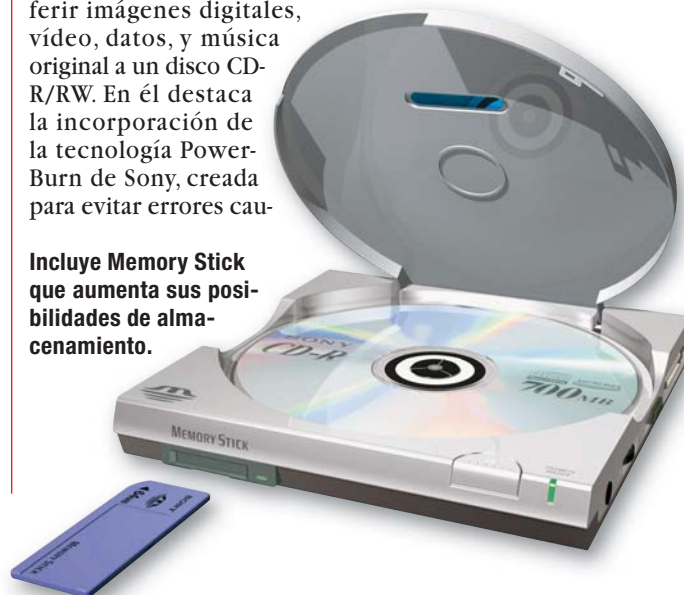 ferir imágenes digitales,
vídeo, datos, y música
original a un disco CD-
R/RW. En él destaca
la incorporación de
la tecnología Power-
Burn de Sony, creada
para evitar errores cau-
Incluye Memory Stick
que aumenta sus posi-
bilidades de alma-
cenamiento.
SONY
CD-R
700MB
MEMORY STICK
SONY
64MB
Memory Stick